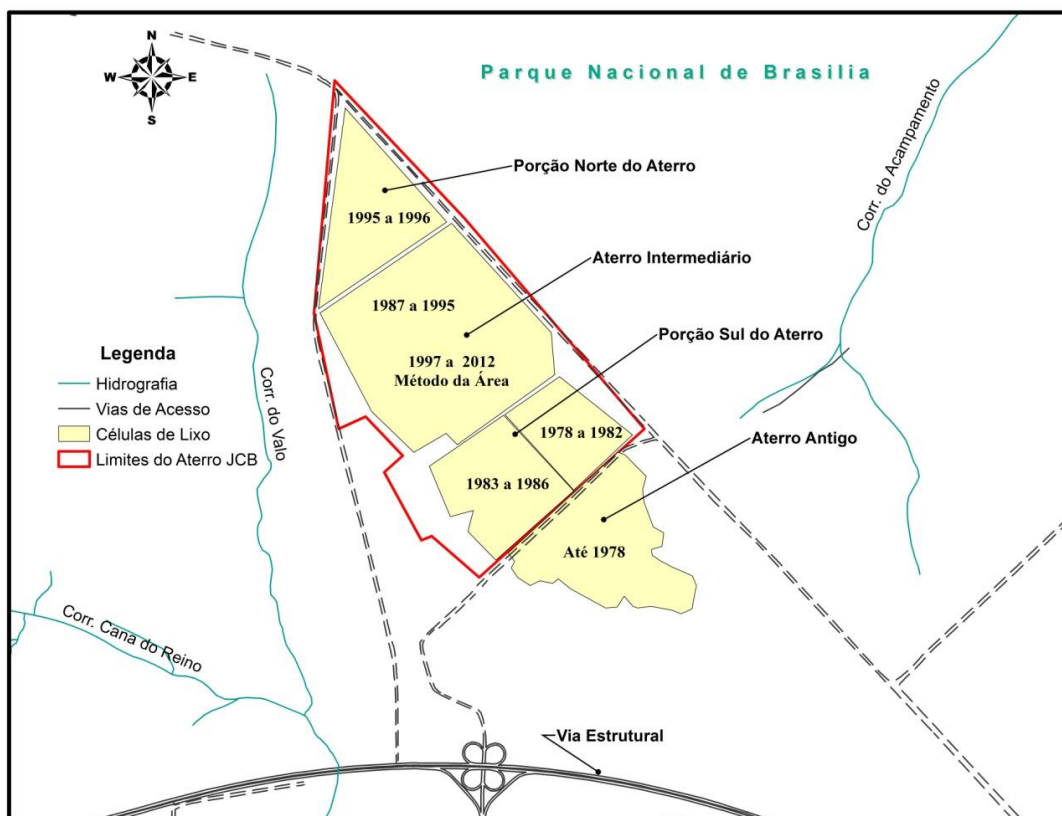 N
W E
S
Parque Nacional de Brasilia
Corr. do Acampamento
Porção Norte do Aterro
1995 a 1996
Aterro Intermediário
1987 a 1995
Porção Sul do Aterro
1997 a 2012
Método da Área
Legenda
Hidrografia
Vias de Acesso
Células de Lixo
Limites do Aterro JCB
Corr. do Valo
1978 a 1982
Aterro Antigo
1983 a 1986
Até 1978
Corr. Cana do Reino
Via Estrutural